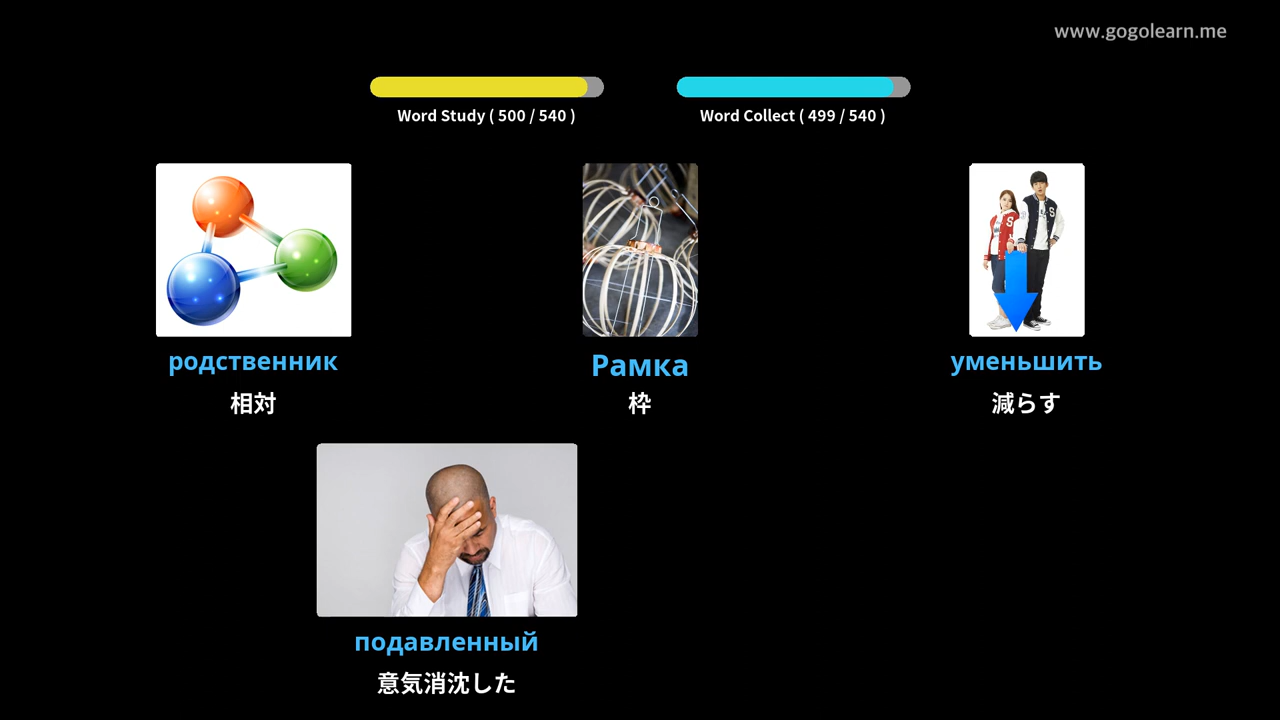 www.gogolearn.me
Word Study ( 500 / 540 )
Word Collect ( 499 / 540 )
родственник
Рамка
уменьшить
相対
枠
減らす
подавленный
意気消沈した